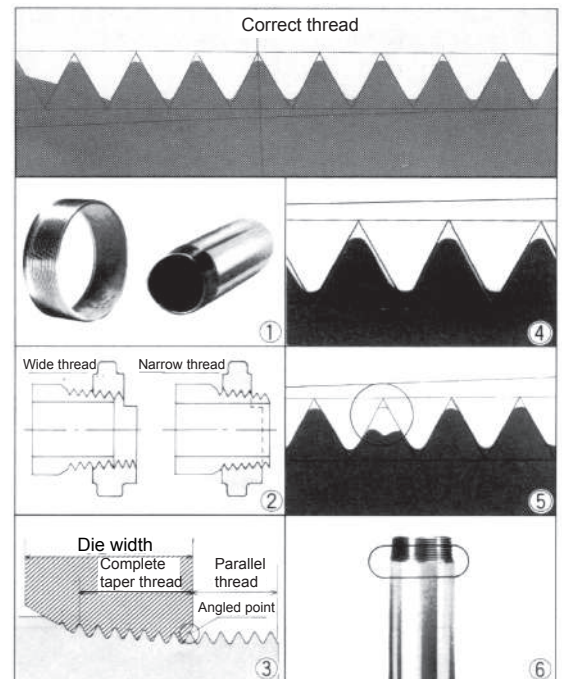 Correct thread
①
④
Wide thread
Narrow thread
②
⑤
Die width
Complete
taper thread
Parallel
thread
Angled point
③
⑥